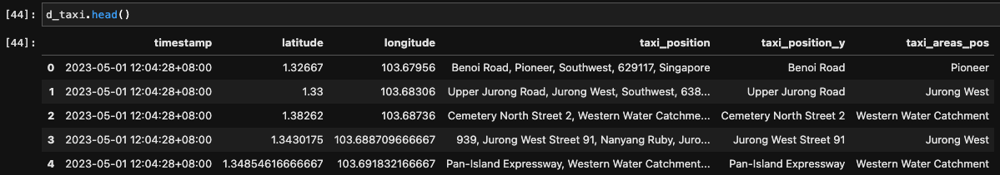 [44]: d_taxi.head()
[44]: timestamp latitude longitude taxi_position taxi_position_y taxi_areas_pos
0 2023-05-01 12:04:28+08:00 1.32667 103.67956 Benoi Road, Pioneer, Southwest, 629117, Singapore Benoi Road Pioneer
1 2023-05-01 12:04:28+08:00 1.33 103.68306 Upper Jurong Road, Jurong West, Southwest, 638... Upper Jurong Road Jurong West
2 2023-05-01 12:04:28+08:00 1.38262 103.68736 Cemetery North Street 2, Western Water Catchme... Cemetery North Street 2 Western Water Catchment
3 2023-05-01 12:04:28+08:00 1.3430175 103.688709666667 939, Jurong West Street 91, Nanyang Ruby, Juro... Jurong West Street 91 Jurong West
4 2023-05-01 12:04:28+08:00 1.34854616666667 103.691832166667 Pan-Island Expressway, Western Water Catchment... Pan-Island Expressway Western Water Catchment